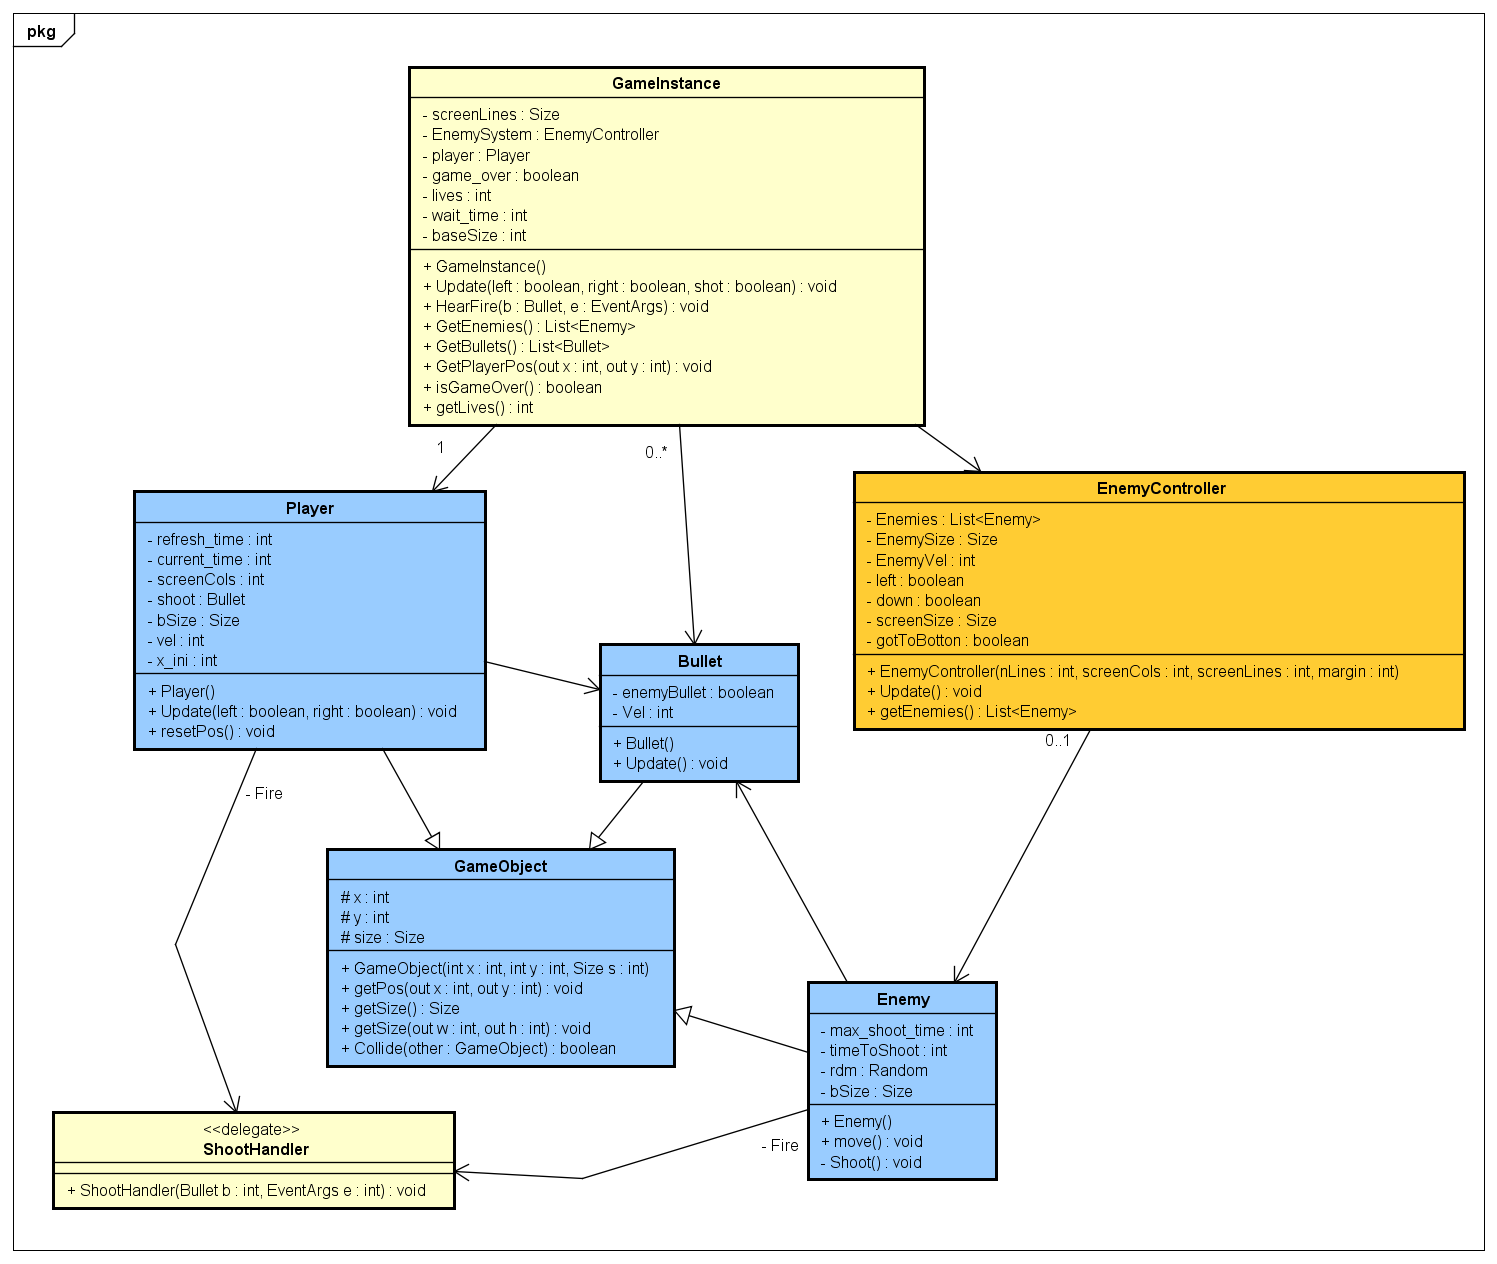 pkg
GameInstance
- screenLines : Size
- EnemySystem : EnemyController
- player : Player
- game_over : boolean
- lives : int
- wait_time : int
- baseSize : int
+ GameInstance()
+ Update(left : boolean, right : boolean, shot : boolean) : void
+ HearFire(b : Bullet, e : EventArgs) : void
+ GetEnemies() : List<Enemy>
+ GetBullets() : List<Bullet>
+ GetPlayerPos(out x : int, out y : int) : void
+ isGameOver() : boolean
+ getLives() : int
1
0..*
Player
- refresh_time : int
- current_time : int
- screenCols : int
- shoot : Bullet
- bSize : Size
- vel : int
- x_ini : int
+ Player()
+ Update(left : boolean, right : boolean) : void
+ resetPos() : void
EnemyController
- Enemies : List<Enemy>
- EnemySize : Size
- EnemyVel : int
- left : boolean
- down : boolean
- screenSize : Size
- gotToBotton : boolean
+ EnemyController(nLines : int, screenCols : int, screenLines : int, margin : int)
+ Update() : void
+ getEnemies() : List<Enemy>
0..1
Bullet
- enemyBullet : boolean
- Vel : int
+ Bullet()
+ Update() : void
- Fire
GameObject
# x : int
# y : int
# size : Size
+ GameObject(int x : int, int y : int, Size s : int)
+ getPos(out x : int, out y : int) : void
+ getSize() : Size
+ getSize(out w : int, out h : int) : void
+ Collide(other : GameObject) : boolean
Enemy
- max_shoot_time : int
- timeToShoot : int
- rdm : Random
- bSize : Size
+ Enemy()
+ move() : void
- Shoot() : void
- Fire
<<delegate>>
ShootHandler
+ ShootHandler(Bullet b : int, EventArgs e : int) : void